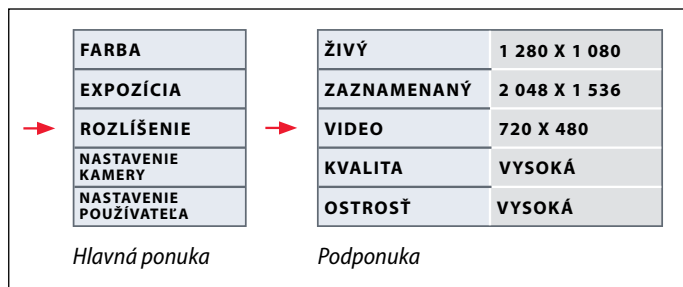 FARBA
EXPOZÍCIA
ROZLÍŠENIE
NASTAVENIE
KAMERY
NASTAVENIE
POUŽÍVATEĽA
Hlavná ponuka
ŽIVÝ 1 280 X 1 080
ZAZNAMENANÝ 2 048 X 1 536
VIDEO 720 X 480
KVALITA VYSOKÁ
OSTROSŤ VYSOKÁ
Podponuka